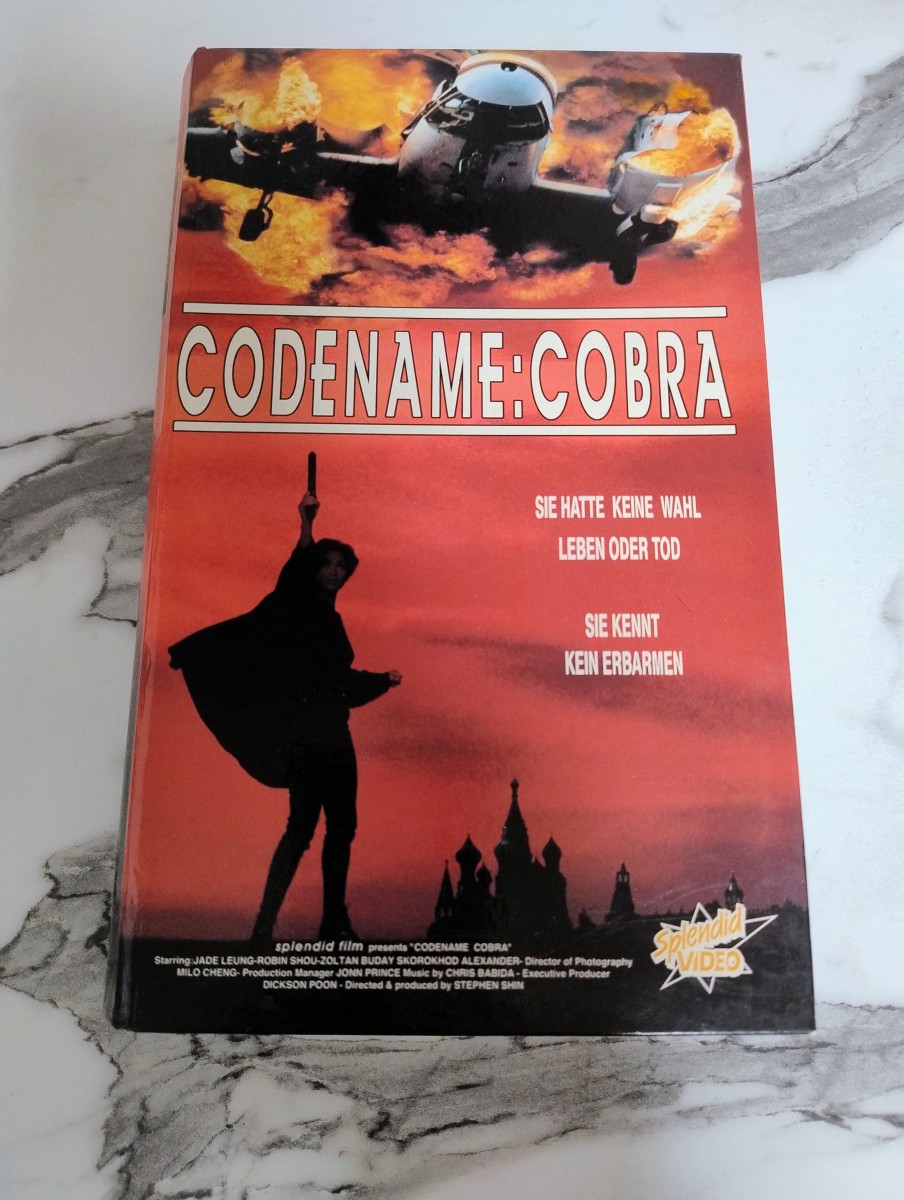 CODENAME:COBRA
SIE HATTE KEINE WAHL
LEBEN ODER TOD
SIE KENNT
KEIN ERBARMEN
splendid film presents "CODENAME COBRA"
Starring:JADE LEUNG-ROBIN SHOU-ZOLTAN BUDAY SKOROKHOD ALEXANDER- Director of Photography
MILO CHENG- Production Manager JONN PRINCE Music by CHRIS BABIDA - Executive Producer
DICKSON POON - Directed & produced by STEPHEN SHIN
Splendid
VIDEO